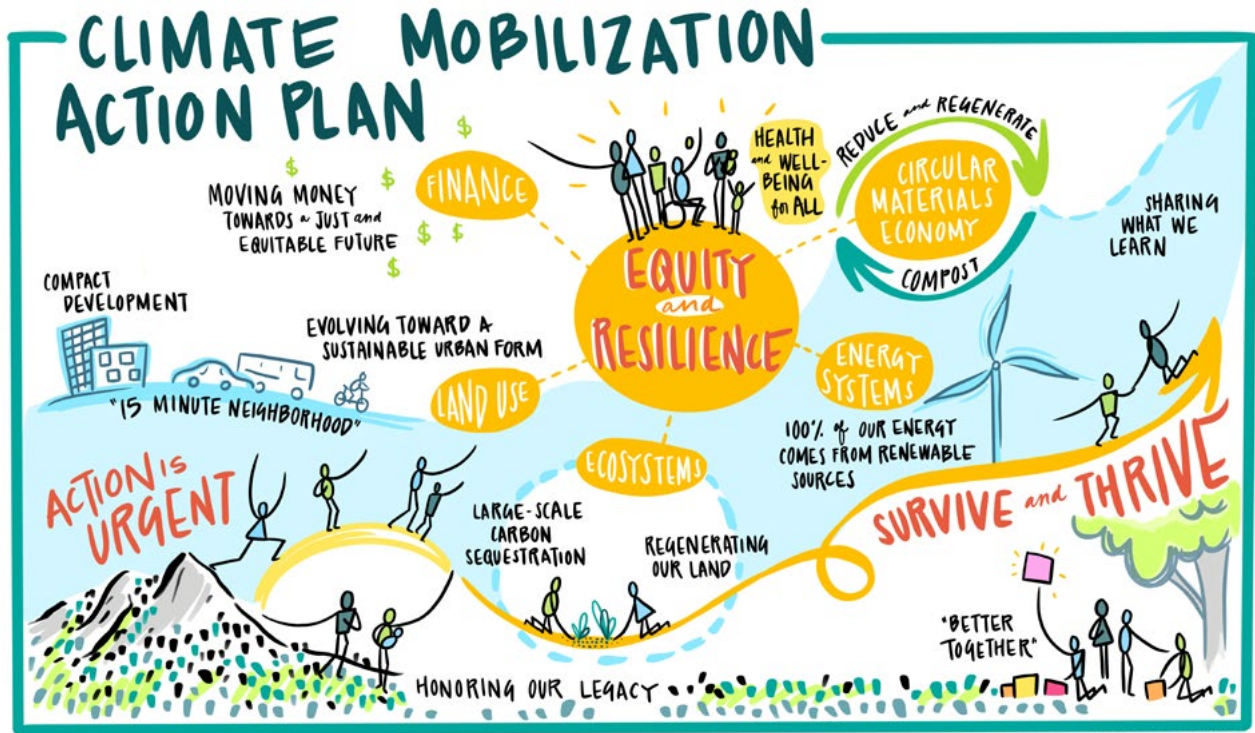 CLIMATE MOBILIZATION
ACTION PLAN
$
$
$
$ $
$
MOVING MONEY
TOWARDS a JUST and
EQUITABLE FUTURE
FINANCE
HEALTH
and WELL-
BEING
for ALL
REDUCE and REGENERATE
CIRCULAR
MATERIALS
ECONOMY
COMPOST
SHARING
WHAT WE
LEARN
EQUITY
and
RESILIENCE
COMPACT
DEVELOPMENT
EVOLVING TOWARD A
SUSTAINABLE URBAN FORM
"15 MINUTE NEIGHBORHOOD"
LAND USE
ENERGY
SYSTEMS
100% of OUR ENERGY
COMES FROM RENEWABLE
SOURCES
ECOSYSTEMS
LARGE-SCALE
CARBON
SEQUESTRATION
REGENERATING
OUR LAND
ACTION IS
URGENT
SURVIVE and THRIVE
"BETTER
TOGETHER"
HONORING OUR LEGACY